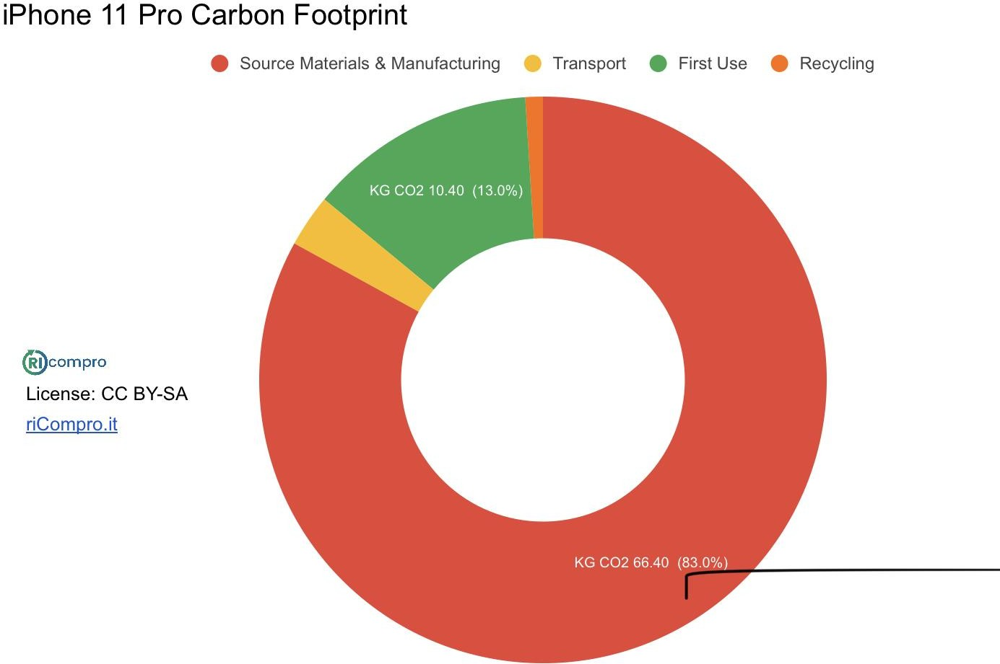 iPhone 11 Pro Carbon Footprint
Source Materials & Manufacturing Transport First Use Recycling
KG CO2 10.40 (13.0%)
RIcompro
License: CC BY-SA
riCompro.it
KG CO2 66.40 (83.0%)